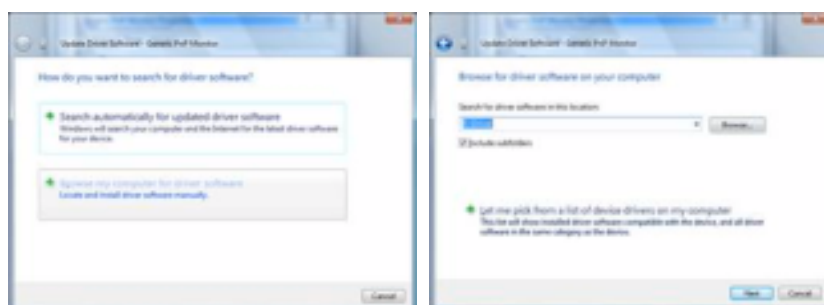 Update Driver Software - Generic PnP Monitor
How do you want to search for driver software?
Search automatically for updated driver software
Windows will search your computer and the Internet for the latest driver software
for your device.
Browse my computer for driver software
Locate and install driver software manually.
Cancel
Update Driver Software - Generic PnP Monitor
Browse for driver software on your computer
Search for driver software in this location:
Browse...
Include subfolders
Let me pick from a list of device drivers on my computer
This list will show installed driver software compatible with the device, and all driver
software in the same category as the device.
Next
Cancel